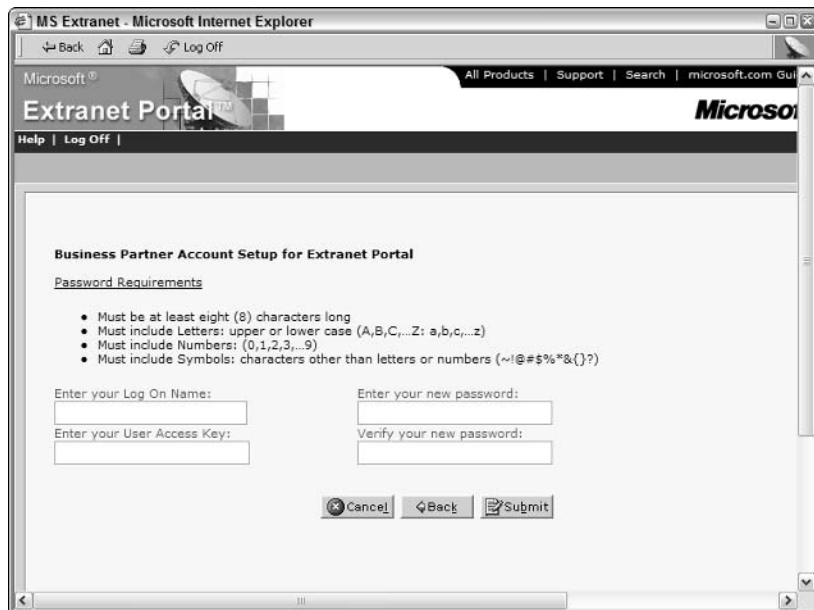 MS Extranet - Microsoft Internet Explorer
Back Log Off
Microsoft ®
Extranet Portal™
All Products | Support | Search | microsoft.com Gui
Microso
Help | Log Off |
Business Partner Account Setup for Extranet Portal
Password Requirements
• Must be at least eight (8) characters long
• Must include Letters: upper or lower case (A,B,C,...Z: a,b,c,...z)
• Must include Numbers: (0,1,2,3,...9)
• Must include Symbols: characters other than letters or numbers (~!@#$%*&{}?)
Enter your Log On Name:
Enter your new password:
Enter your User Access Key:
Verify your new password:
Cancel Back Submit